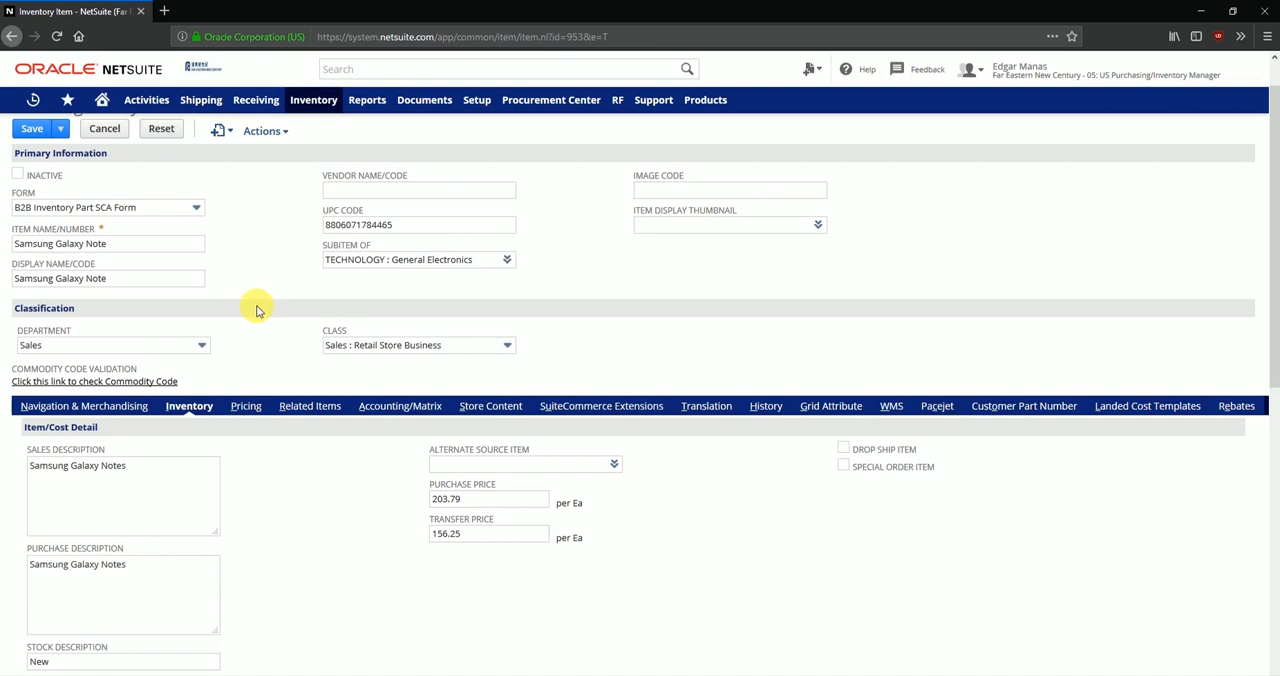 Inventory Item - NetSuite (Far
Oracle Corporation (US)
https://system.netsuite.com/app/common/item/item.nl?id=953&e=T
ORACLE NETSUITE
Search
Help
Feedback
Edgar Manas
Far Eastern New Century - 05: US Purchasing/Inventory Manager
Activities Shipping Receiving Inventory Reports Documents Setup Procurement Center RF Support Products
Save Cancel Reset Actions
Primary Information
INACTIVE
FORM
B2B Inventory Part SCA Form
ITEM NAME/NUMBER *
Samsung Galaxy Note
DISPLAY NAME/CODE
Samsung Galaxy Note
VENDOR NAME/CODE
UPC CODE
8806071784465
SUBITEM OF
TECHNOLOGY : General Electronics
IMAGE CODE
ITEM DISPLAY THUMBNAIL
Classification
DEPARTMENT
Sales
CLASS
Sales : Retail Store Business
COMMODITY CODE VALIDATION
Click this link to check Commodity Code
Navigation & Merchandising Inventory Pricing Related Items Accounting/Matrix Store Content SuiteCommerce Extensions Translation History Grid Attribute WMS Pacejet Customer Part Number Landed Cost Templates Rebates
Item/Cost Detail
SALES DESCRIPTION
Samsung Galaxy Notes
PURCHASE DESCRIPTION
Samsung Galaxy Notes
STOCK DESCRIPTION
New
ALTERNATE SOURCE ITEM
PURCHASE PRICE
203.79 per Ea
TRANSFER PRICE
156.25 per Ea
DROP SHIP ITEM
SPECIAL ORDER ITEM